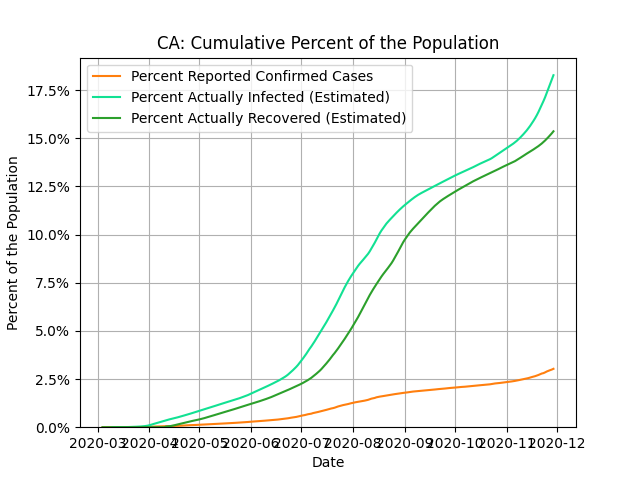 CA: Cumulative Percent of the Population
Percent Reported Confirmed Cases
Percent Actually Infected (Estimated)
Percent Actually Recovered (Estimated)
Percent of the Population
17.5%
15.0%
12.5%
10.0%
7.5%
5.0%
2.5%
0.0%
2020-03 2020-04 2020-05 2020-06 2020-07 2020-08 2020-09 2020-10 2020-11 2020-12
Date